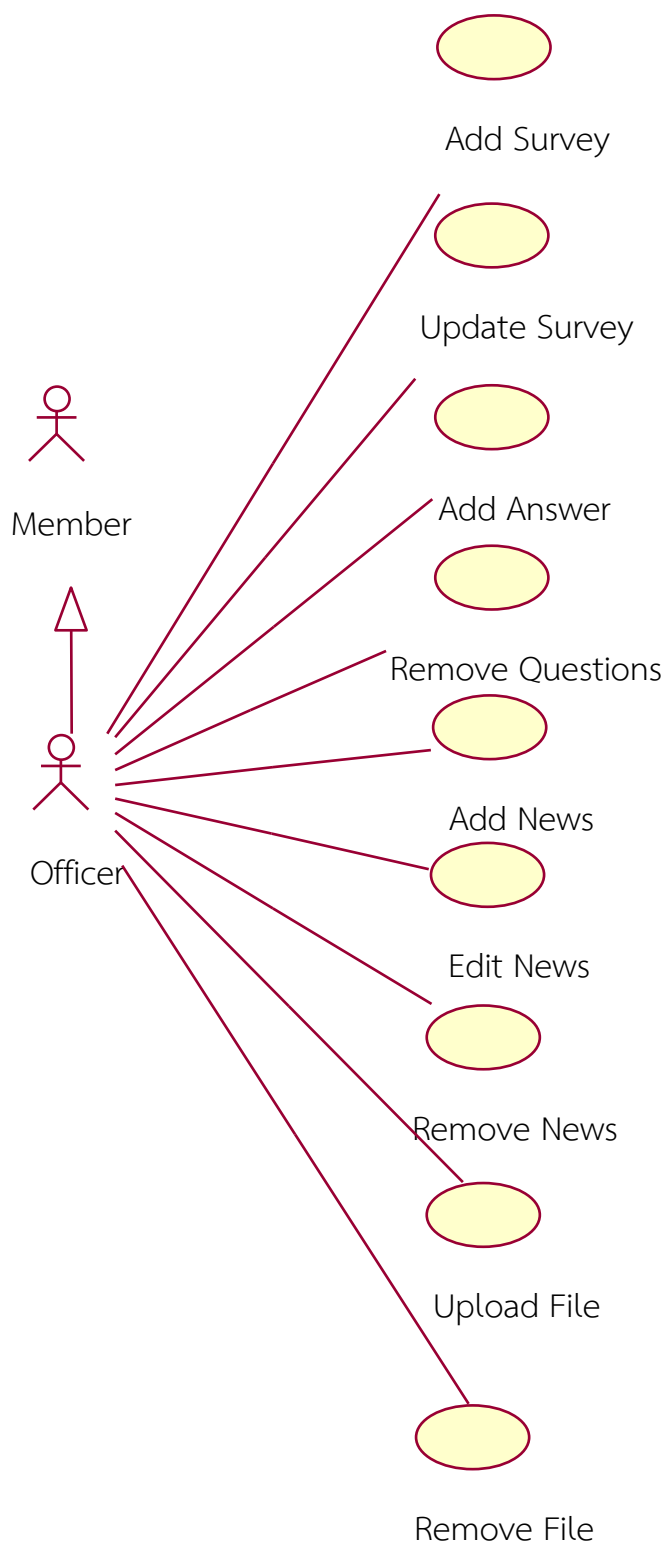 Add Survey
Update Survey
Member
Add Answer
Remove Questions
Add News
Officer
Edit News
Remove News
Upload File
Remove File